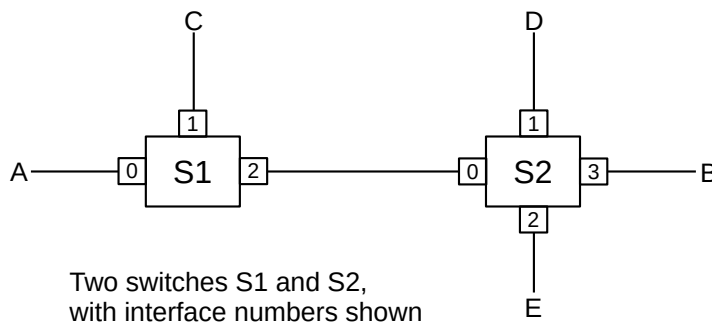 C
D
1
1
A
0
S1
2
0
S2
3
B
2
E
Two switches S1 and S2,
with interface numbers shown